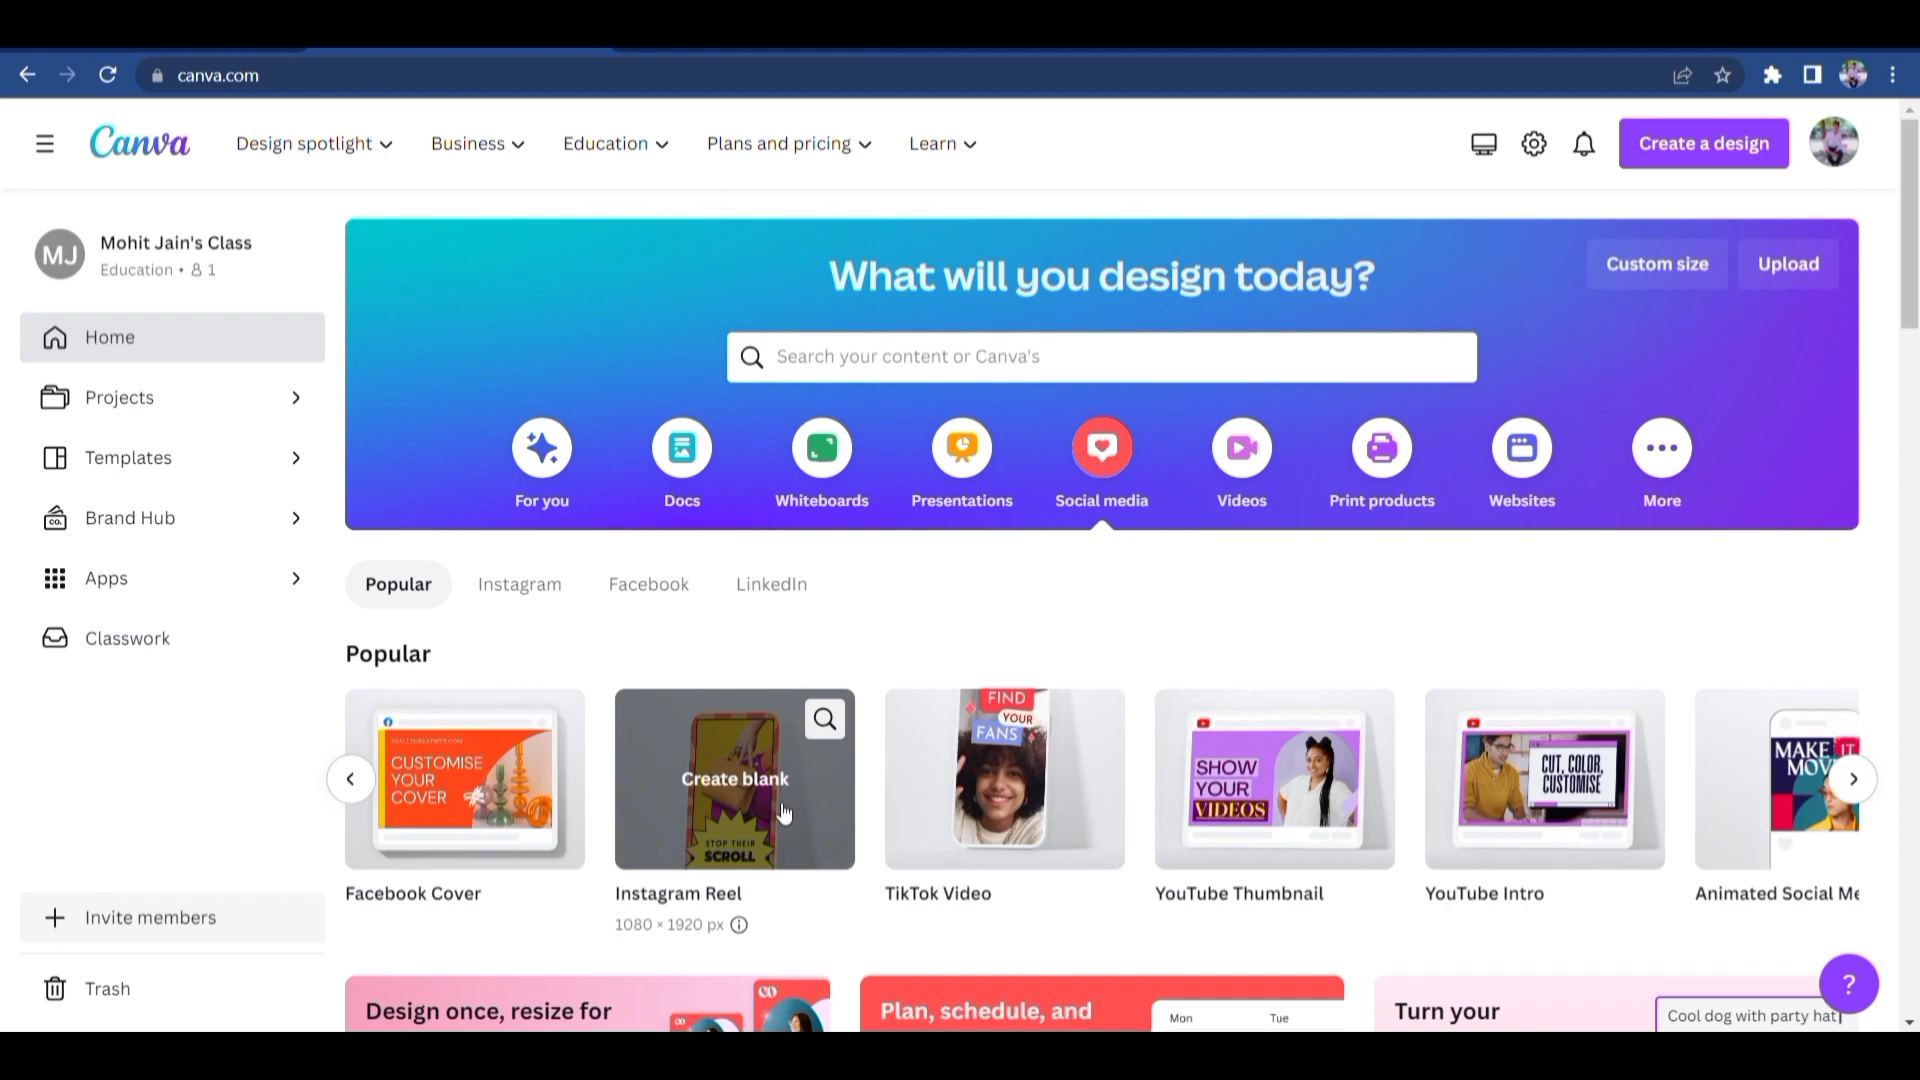 canva.com
Canva
Design spotlight
Business
Education
Plans and pricing
Learn
Create a design
MJ
Mohit Jain's Class
Education • 1
Home
Projects
Templates
Brand Hub
CO.
Apps
Classwork
Invite members
Trash
What will you design today?
Custom size
Upload
Search your content or Canva's
For you
Docs
Whiteboards
Presentations
Social media
Videos
Print products
Websites
More
Popular
Instagram
Facebook
LinkedIn
Popular
REALLYGREATSITE.COM
CUSTOMISE
YOUR
COVER
Facebook Cover
Create blank
STOP THEIR
SCROLL
Instagram Reel
1080 × 1920 px
FIND
YOUR
FANS
TikTok Video
SHOW
YOUR
VIDEOS
YouTube Thumbnail
CUT, COLOR,
CUSTOMISE
YouTube Intro
MAKE IT
MOV
Animated Social Me
Design once, resize for
Plan, schedule, and
Mon
Tue
Turn your
Cool dog with party hat
?